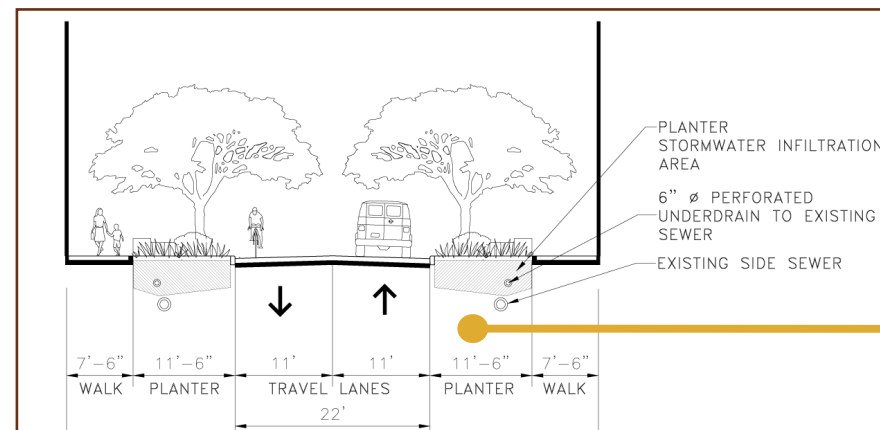 PLANTER
STORMWATER INFILTRATION
AREA
6" ø PERFORATED
UNDERDRAIN TO EXISTING
SEWER
EXISTING SIDE SEWER
7'-6" 11'-6" 11' 11' 11'-6" 7'-6"
WALK PLANTER TRAVEL LANES PLANTER WALK
22'